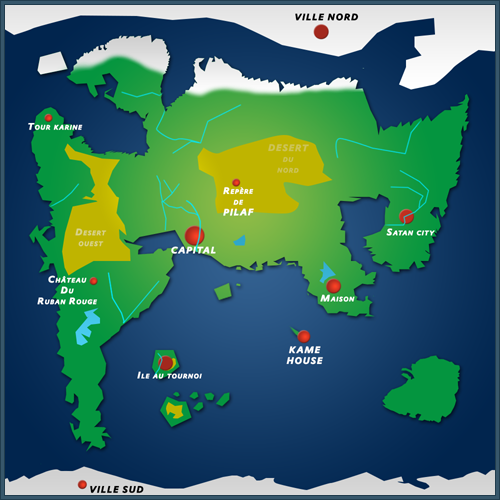 VILLE NORD
TOUR KARINE
DESERT
DU
NORD
REPÈRE
DE
PILAF
DESERT
OUEST
SATAN CITY
CAPITAL
CHÂTEAU
DU
RUBAN ROUGE
MAISON
KAME
HOUSE
ILE AU TOURNOI
VILLE SUD